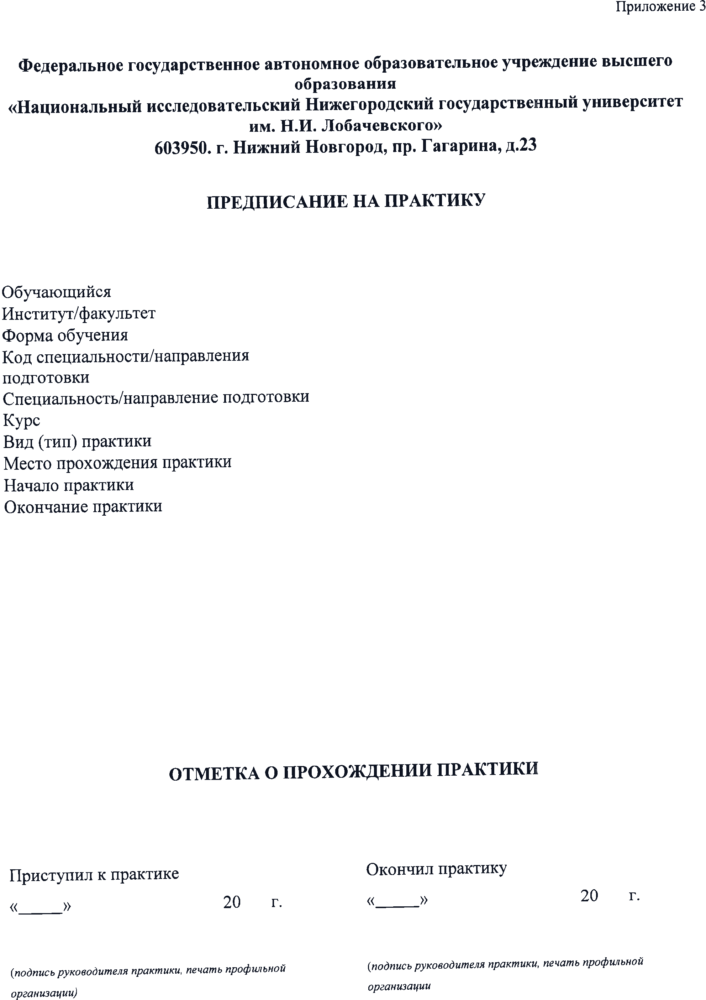 Приложение 3
Федеральное государственное автономное образовательное учреждение высшего
образования
«Национальный исследовательский Нижегородский государственный университет
им. Н.И. Лобачевского»
603950. г. Нижний Новгород, пр. Гагарина, д.23
ПРЕДПИСАНИЕ НА ПРАКТИКУ
Обучающийся
Институт/факультет
Форма обучения
Код специальности/направления
подготовки
Специальность/направление подготовки
Курс
Вид (тип) практики
Место прохождения практики
Начало практики
Окончание практики
ОТМЕТКА О ПРОХОЖДЕНИИ ПРАКТИКИ
Приступил к практике
«_____» 20 г.
(подпись руководителя практики, печать профильной
организации)
Окончил практику
«_____» 20 г.
(подпись руководителя практики, печать профильной
организации